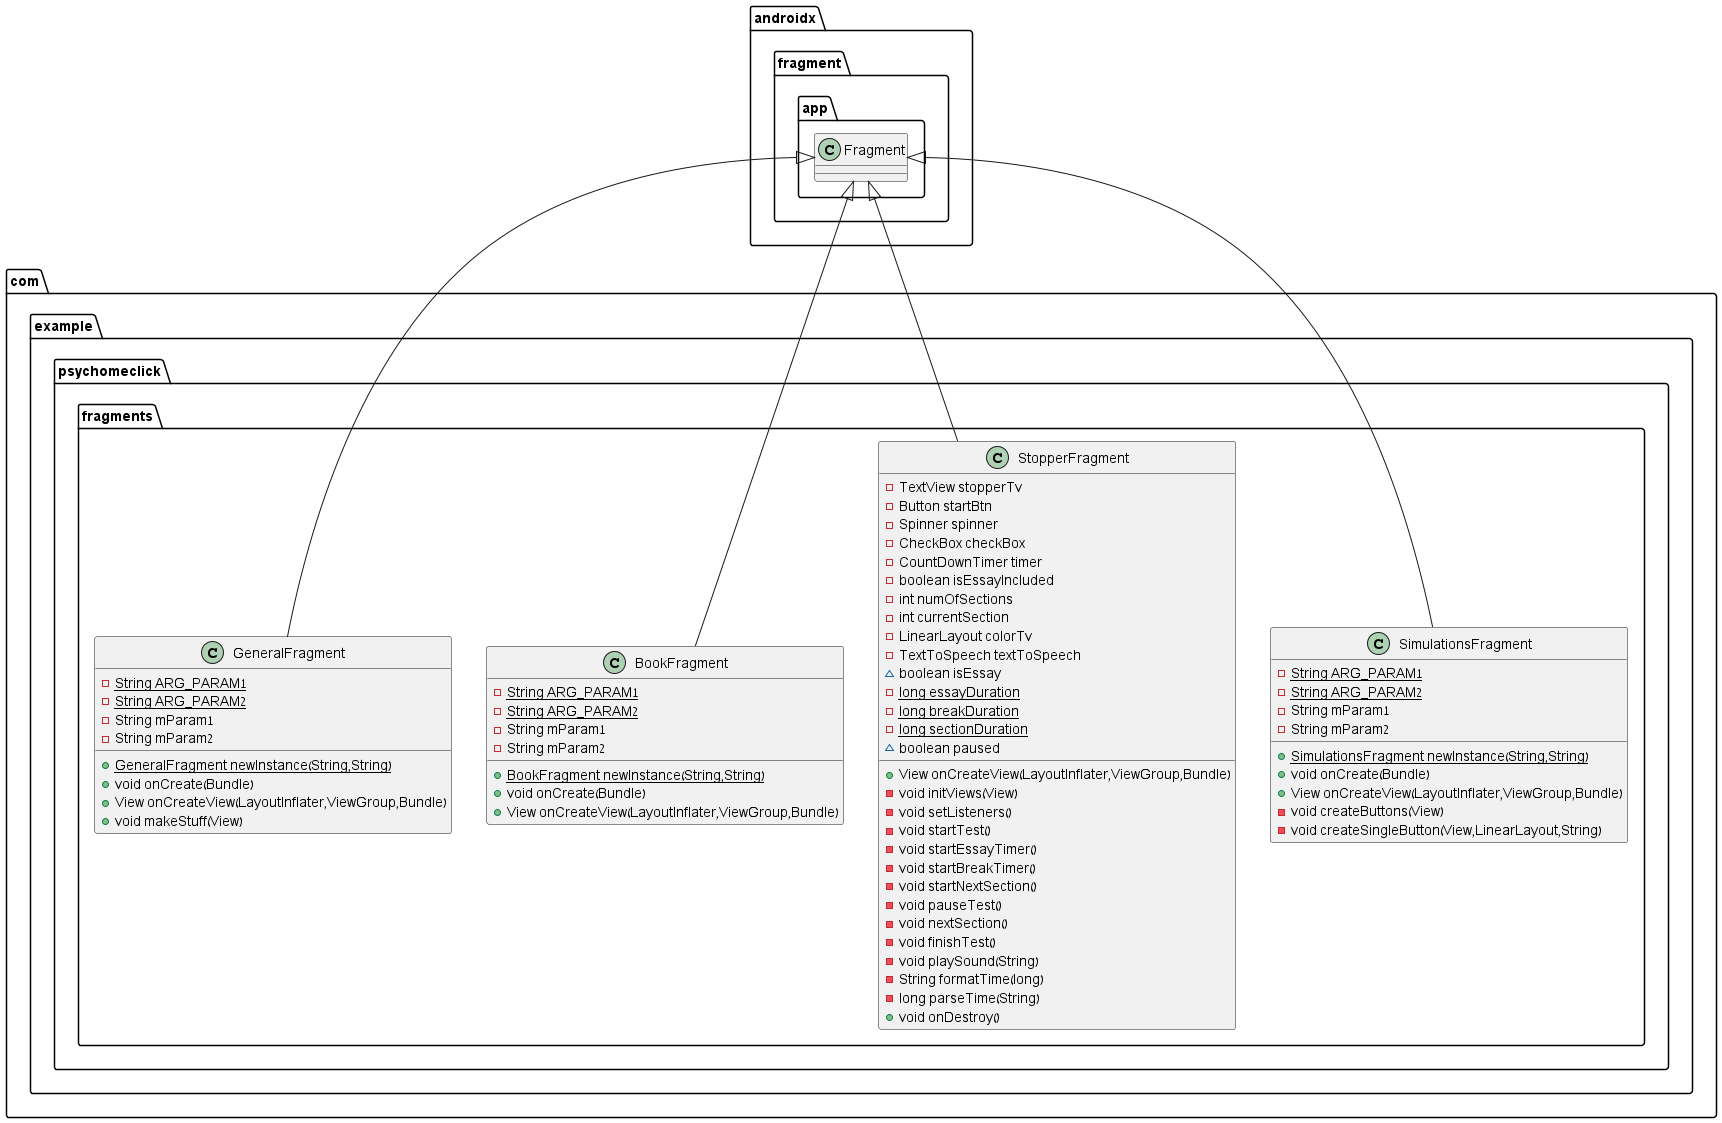 androidx
fragment
app
Fragment
com
example
psychomeclick
fragments
GeneralFragment
String ARG_PARAM1
String ARG_PARAM2
String mParam1
String mParam2
GeneralFragment newInstance(String,String)
void onCreate(Bundle)
View onCreateView(LayoutInflater,ViewGroup,Bundle)
void makeStuff(View)
BookFragment
String ARG_PARAM1
String ARG_PARAM2
String mParam1
String mParam2
BookFragment newInstance(String,String)
void onCreate(Bundle)
View onCreateView(LayoutInflater,ViewGroup,Bundle)
StopperFragment
TextView stopperTv
Button startBtn
Spinner spinner
CheckBox checkBox
CountDownTimer timer
boolean isEssayIncluded
int numOfSections
int currentSection
LinearLayout colorTv
TextToSpeech textToSpeech
boolean isEssay
long essayDuration
long breakDuration
long sectionDuration
boolean paused
View onCreateView(LayoutInflater,ViewGroup,Bundle)
void initViews(View)
void setListeners()
void startTest()
void startEssayTimer()
void startBreakTimer()
void startNextSection()
void pauseTest()
void nextSection()
void finishTest()
void playSound(String)
String formatTime(long)
long parseTime(String)
void onDestroy()
SimulationsFragment
String ARG_PARAM1
String ARG_PARAM2
String mParam1
String mParam2
SimulationsFragment newInstance(String,String)
void onCreate(Bundle)
View onCreateView(LayoutInflater,ViewGroup,Bundle)
void createButtons(View)
void createSingleButton(View,LinearLayout,String)